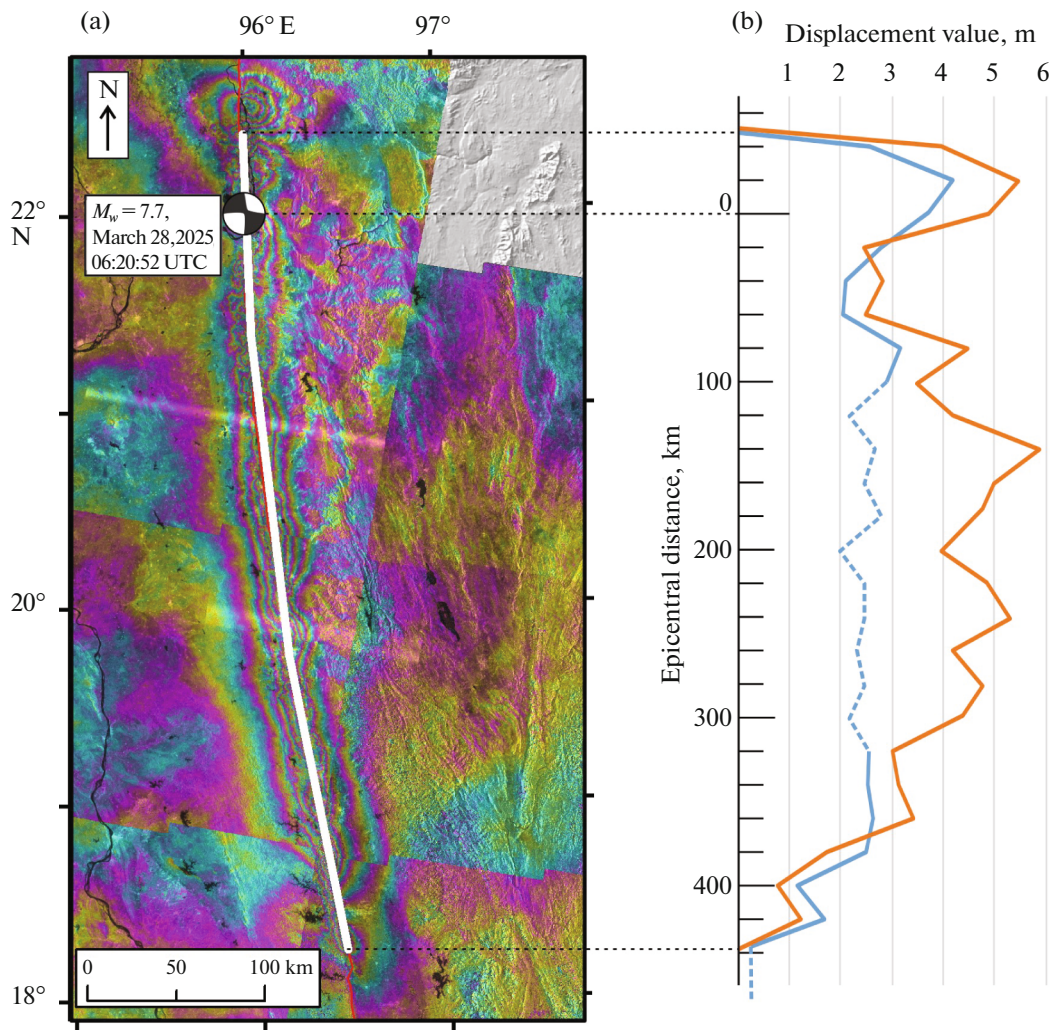 (a)
96° E
97°
N
22°
N
M_w = 7.7,
March 28,2025
06:20:52 UTC
20°
18°
0 50 100 km
(b)
Displacement value, m
1 2 3 4 5 6
Epicentral distance, km
0
100
200
300
400